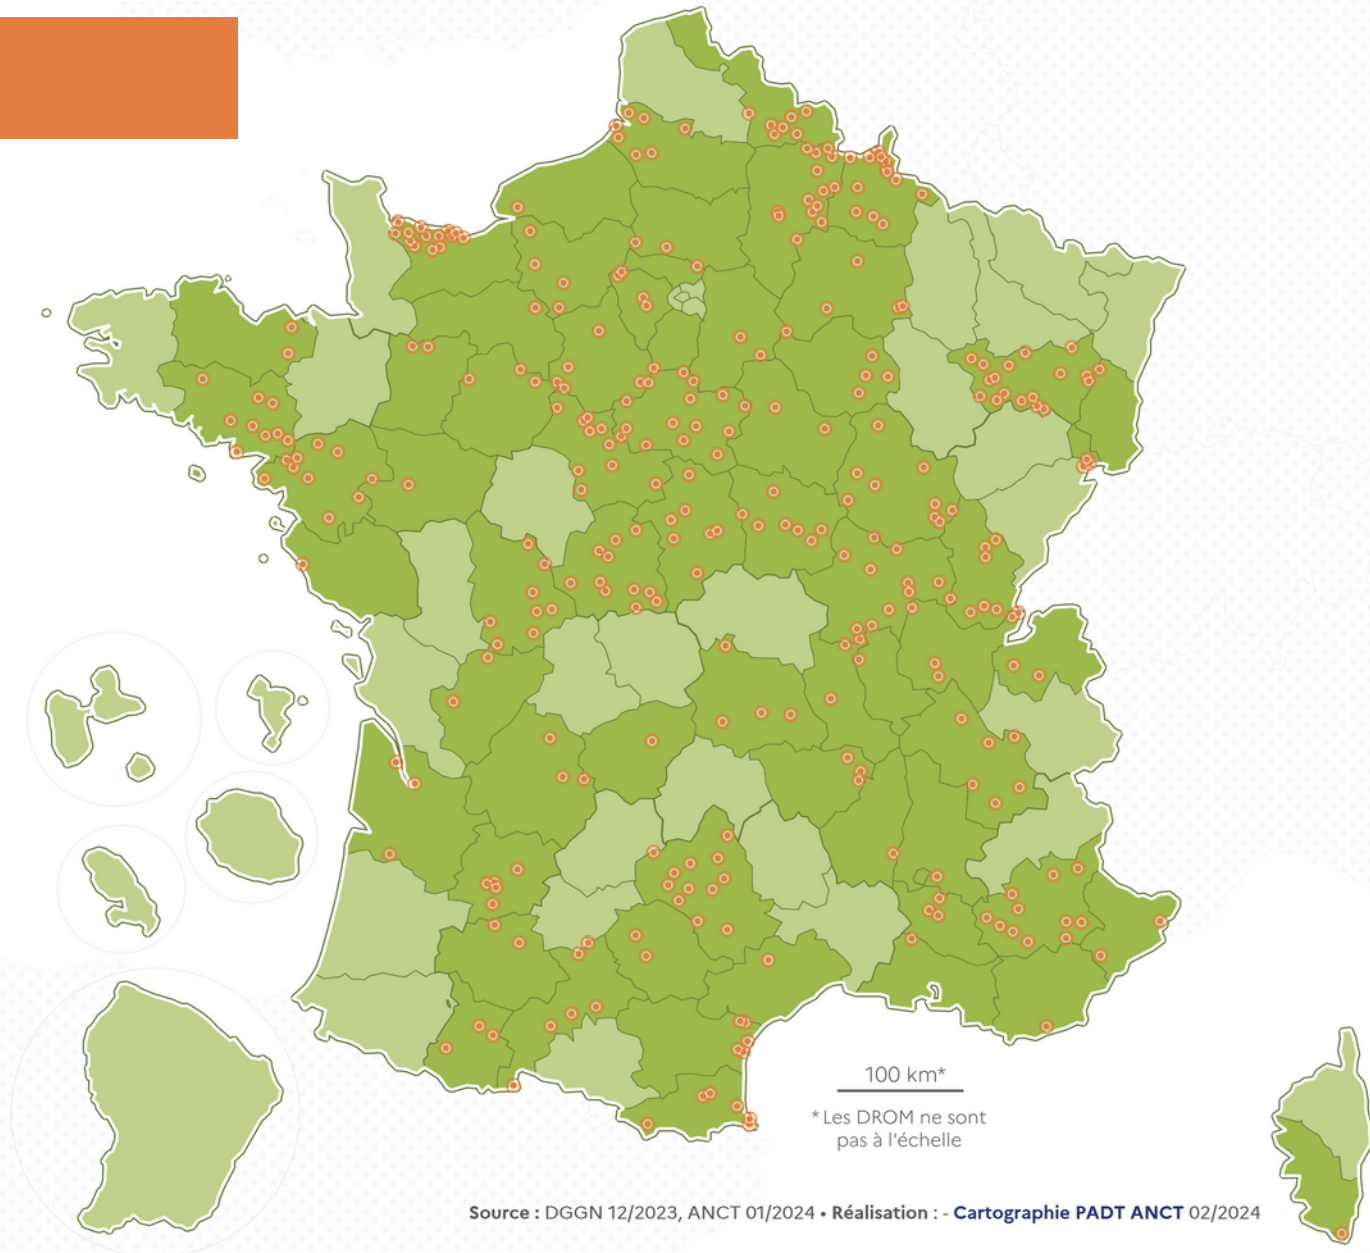 100 km*
* Les DROM ne sont
pas à l'échelle
Source : DGGN 12/2023, ANCT 01/2024 • Réalisation : - Cartographie PADT ANCT 02/2024